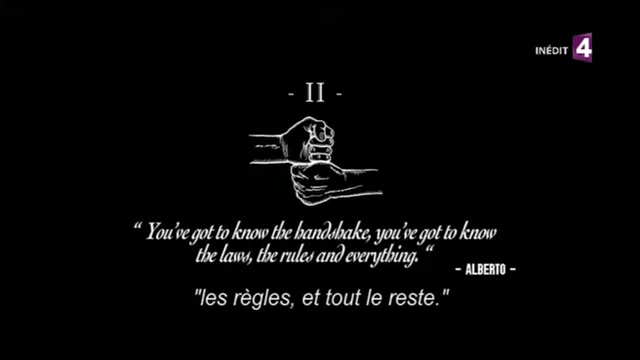 INÉDIT 4
- II -
“ You've got to know the handshake, you've got to know
the laws, the rules and everything. “
– ALBERTO –
"les règles, et tout le reste."